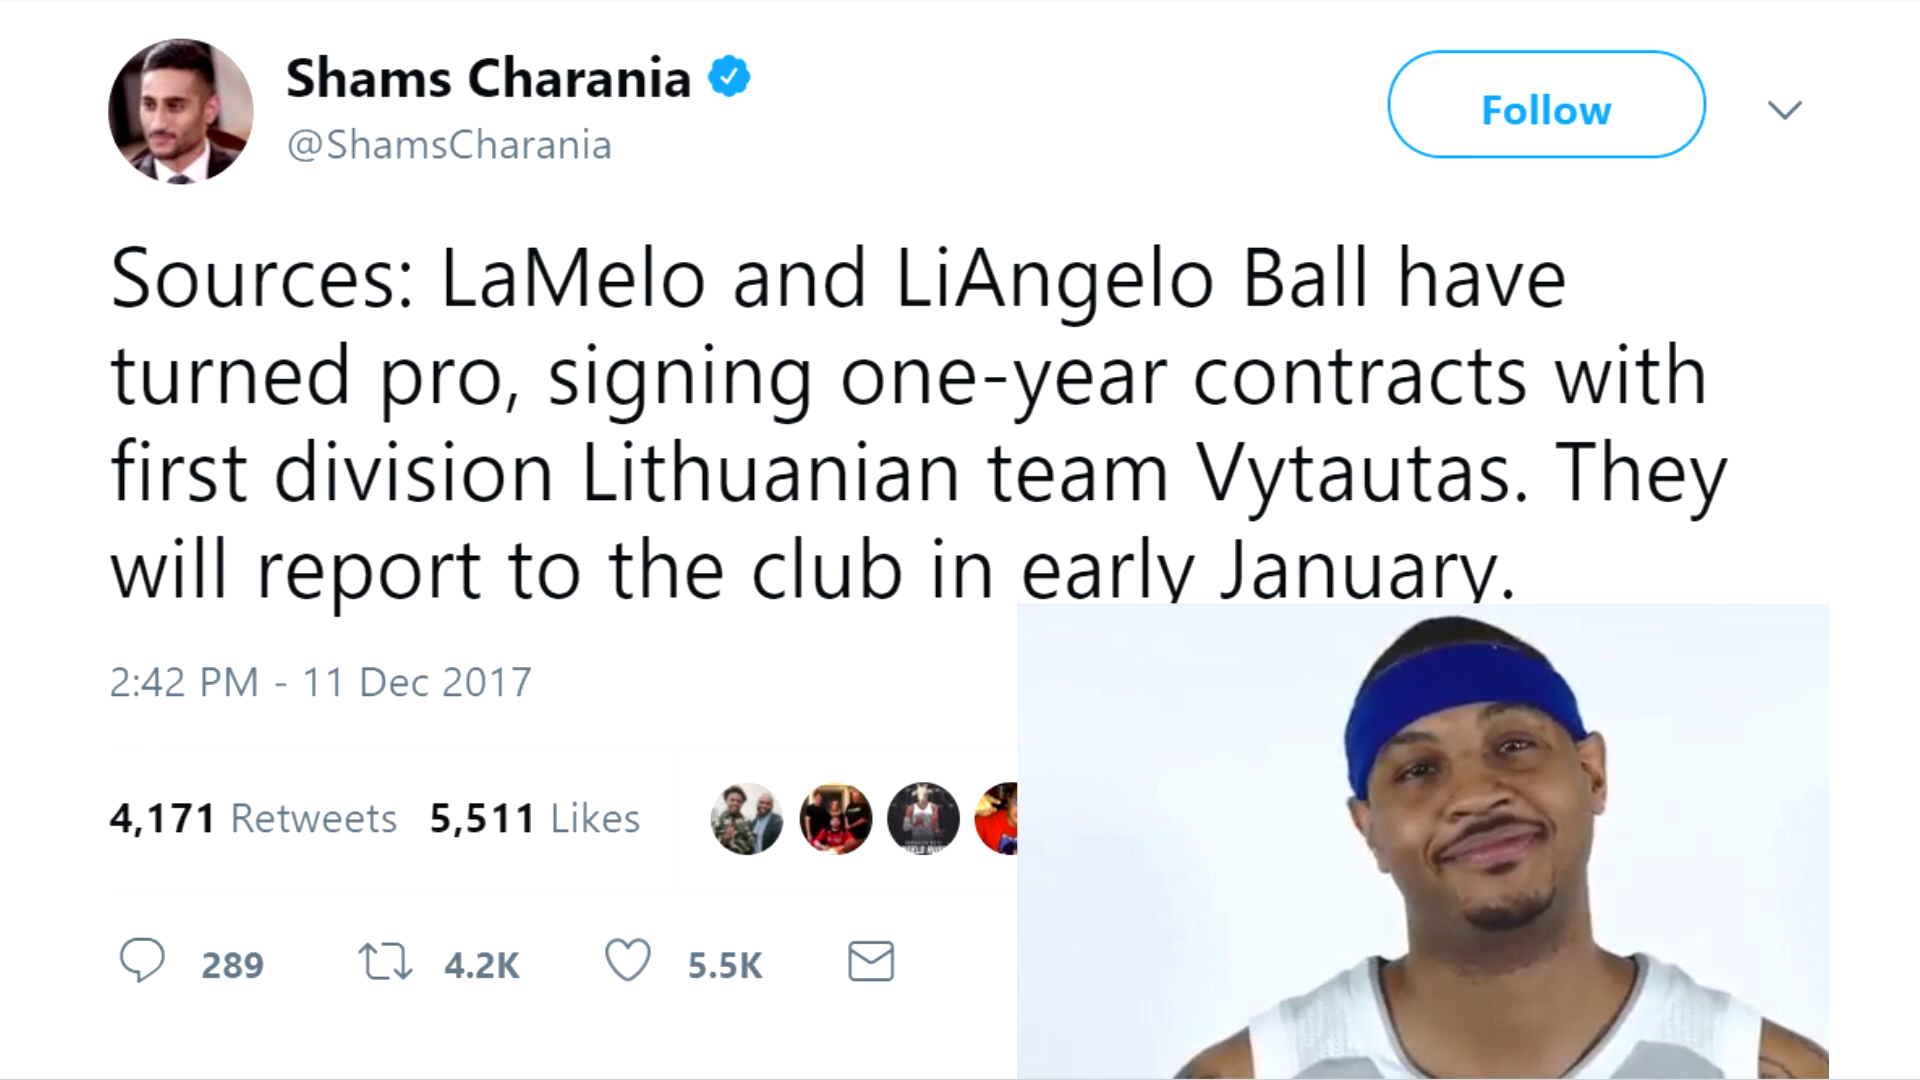 Shams Charania
@ShamsCharania
Follow
Sources: LaMelo and LiAngelo Ball have
turned pro, signing one-year contracts with
first division Lithuanian team Vytautas. They
will report to the club in early January.
2:42 PM - 11 Dec 2017
4,171 Retweets 5,511 Likes
289 4.2K 5.5K